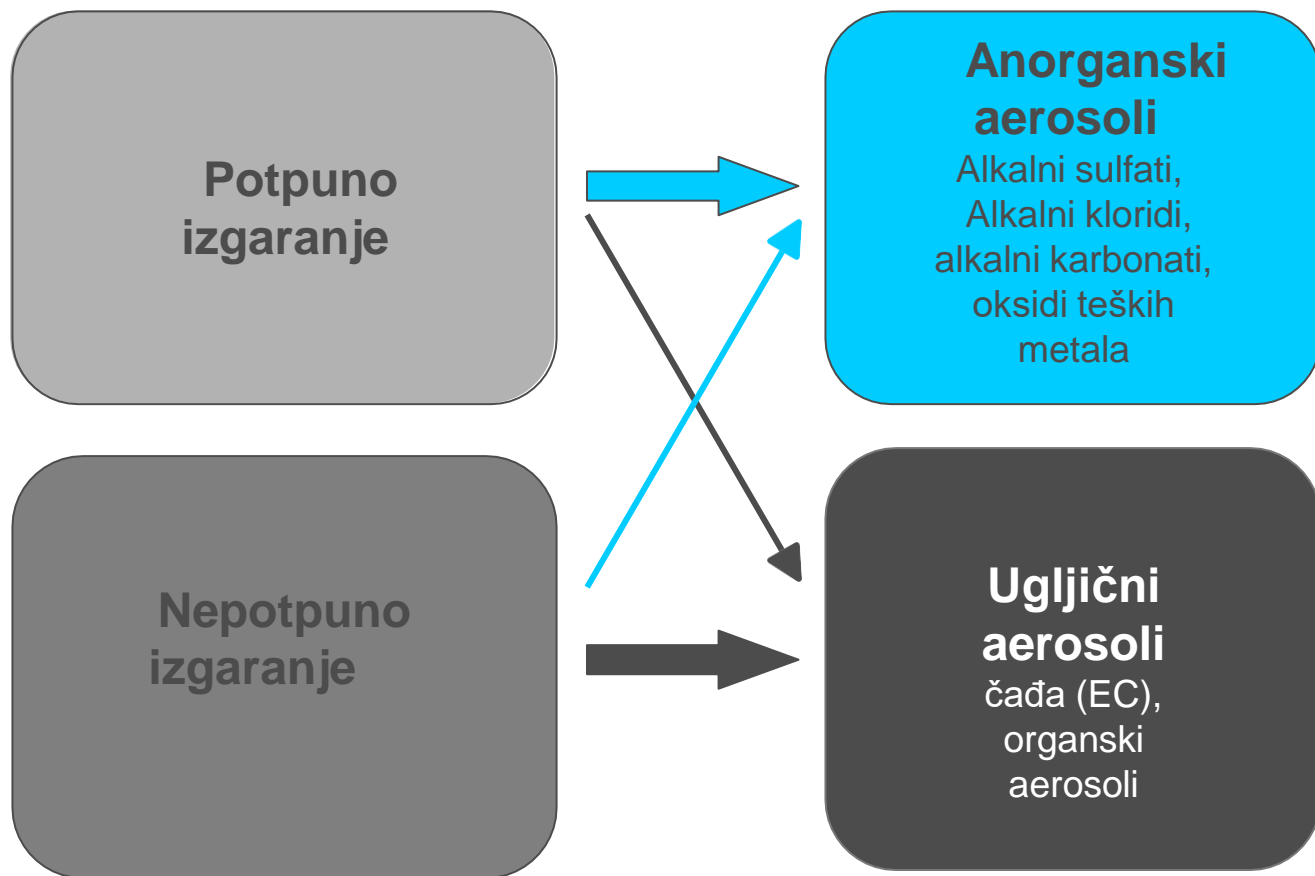 Potpuno
izgaranje
Anorganski
aerosoli
Alkalni sulfati,
Alkalni kloridi,
alkalni karbonati,
oksidi teških
metala
Nepotpuno
izgaranje
Ugljični
aerosoli
čađa (EC),
organski
aerosoli